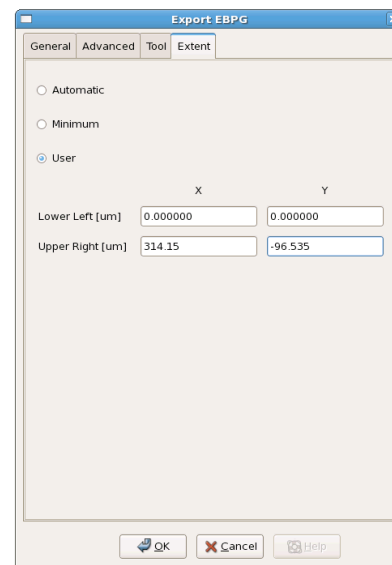 Export EBPG
General Advanced Tool Extent
Automatic
Minimum
User
X Y
Lower Left [um] 0.000000 0.000000
Upper Right [um] 314.15 -96.535
OK Cancel Help